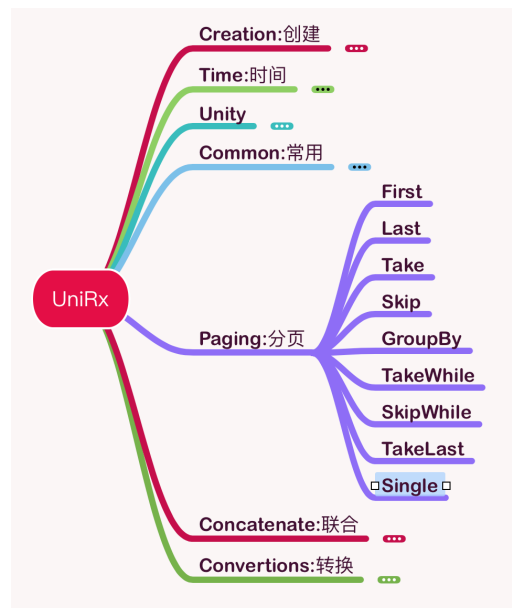 Creation:创建
Time:时间
Unity
Common:常用
UniRx
Paging:分页
First
Last
Take
Skip
GroupBy
TakeWhile
SkipWhile
TakeLast
Single
Concatenate:联合
Convertions:转换